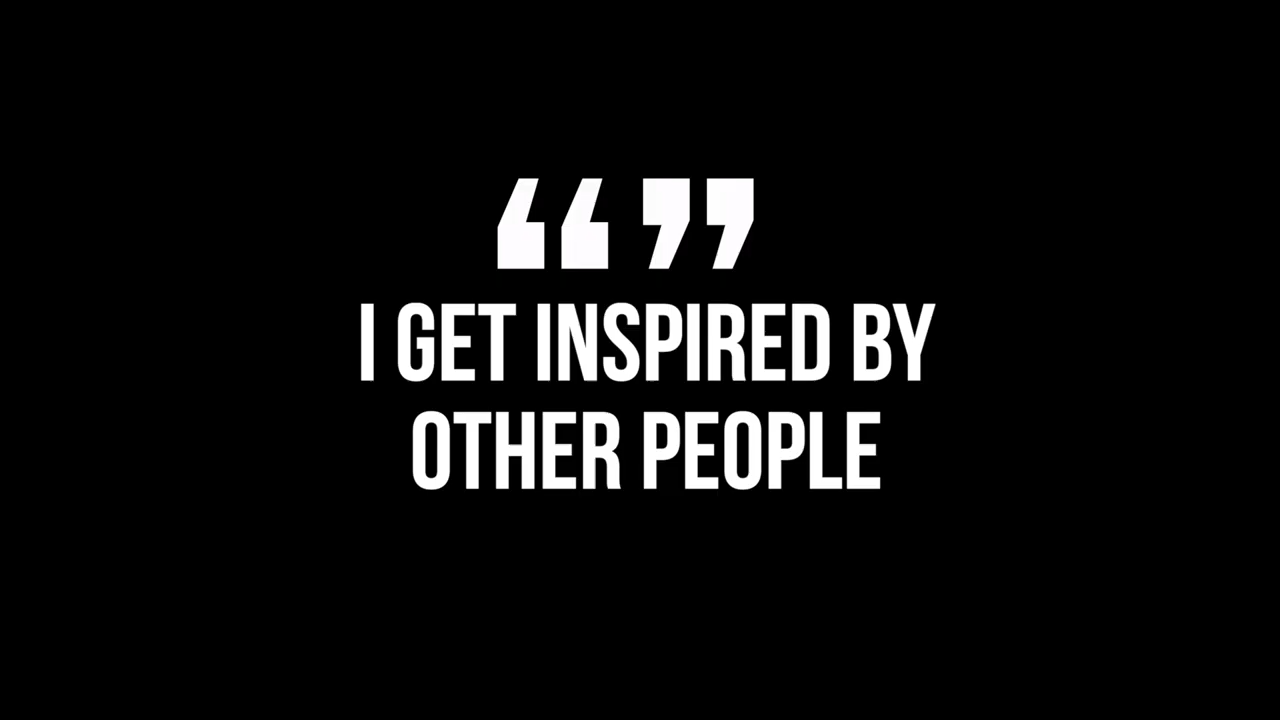 “ ”
I GET INSPIRED BY
OTHER PEOPLE